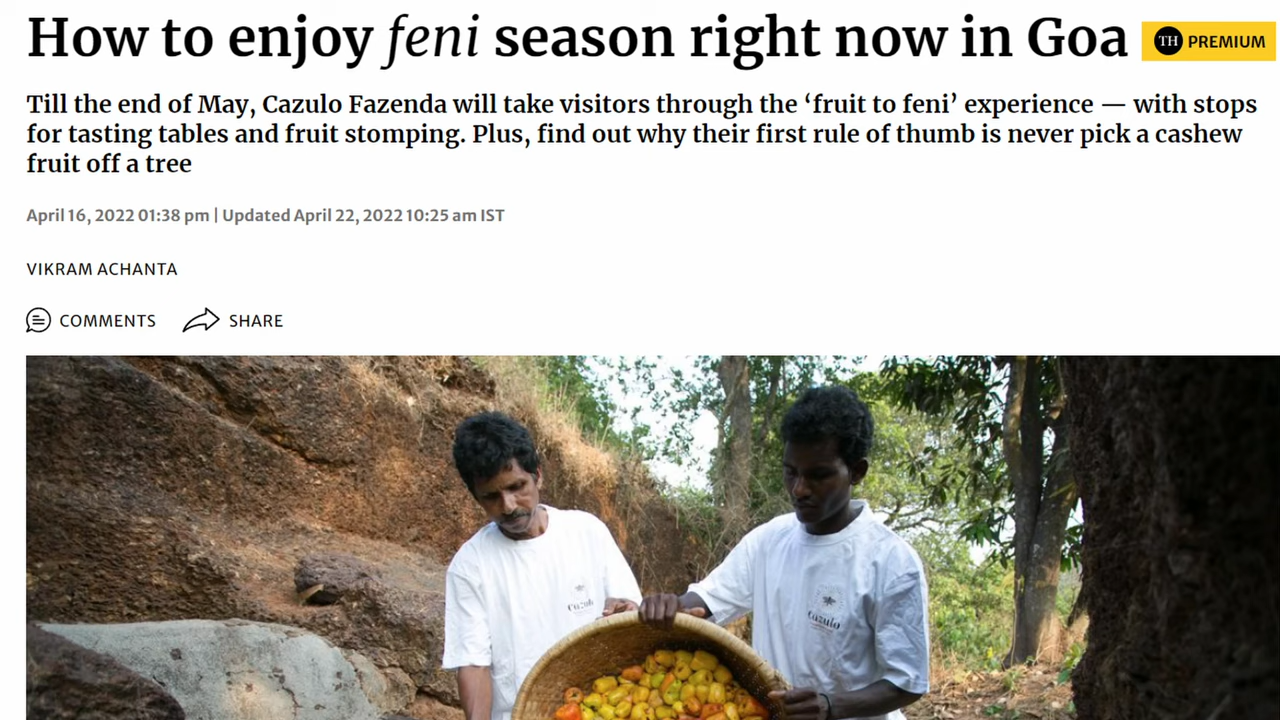 How to enjoy feni season right now in Goa TH PREMIUM
Till the end of May, Cazulo Fazenda will take visitors through the ‘fruit to feni’ experience — with stops
for tasting tables and fruit stomping. Plus, find out why their first rule of thumb is never pick a cashew
fruit off a tree
April 16, 2022 01:38 pm | Updated April 22, 2022 10:25 am IST
VIKRAM ACHANTA
COMMENTS SHARE
Cazulo
Cazulo